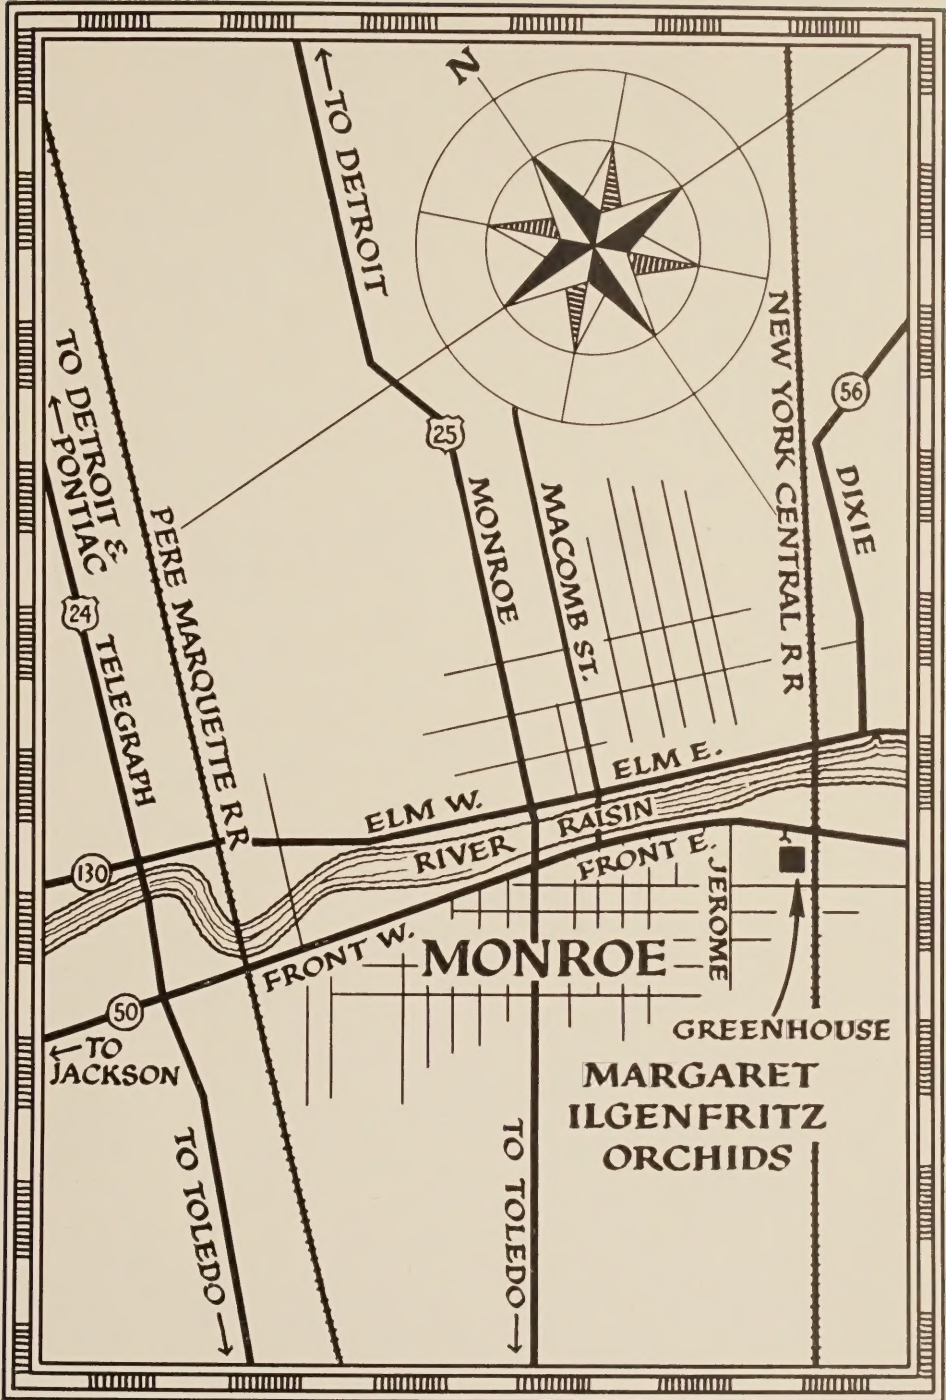 N
← TO DETROIT
TO DETROIT &
← PONTIAC
NEW YORK CENTRAL R R
56
DIXIE
25
MONROE
MACOMB ST.
PERE MARQUETTE R R
24
TELEGRAPH
ELM E.
ELM W.
RIVER RAISIN
130
FRONT E.
JEROME
FRONT W.
MONROE
50
← TO
JACKSON
GREENHOUSE
MARGARET
ILGENFRITZ
ORCHIDS
TO TOLEDO →
TO TOLEDO →